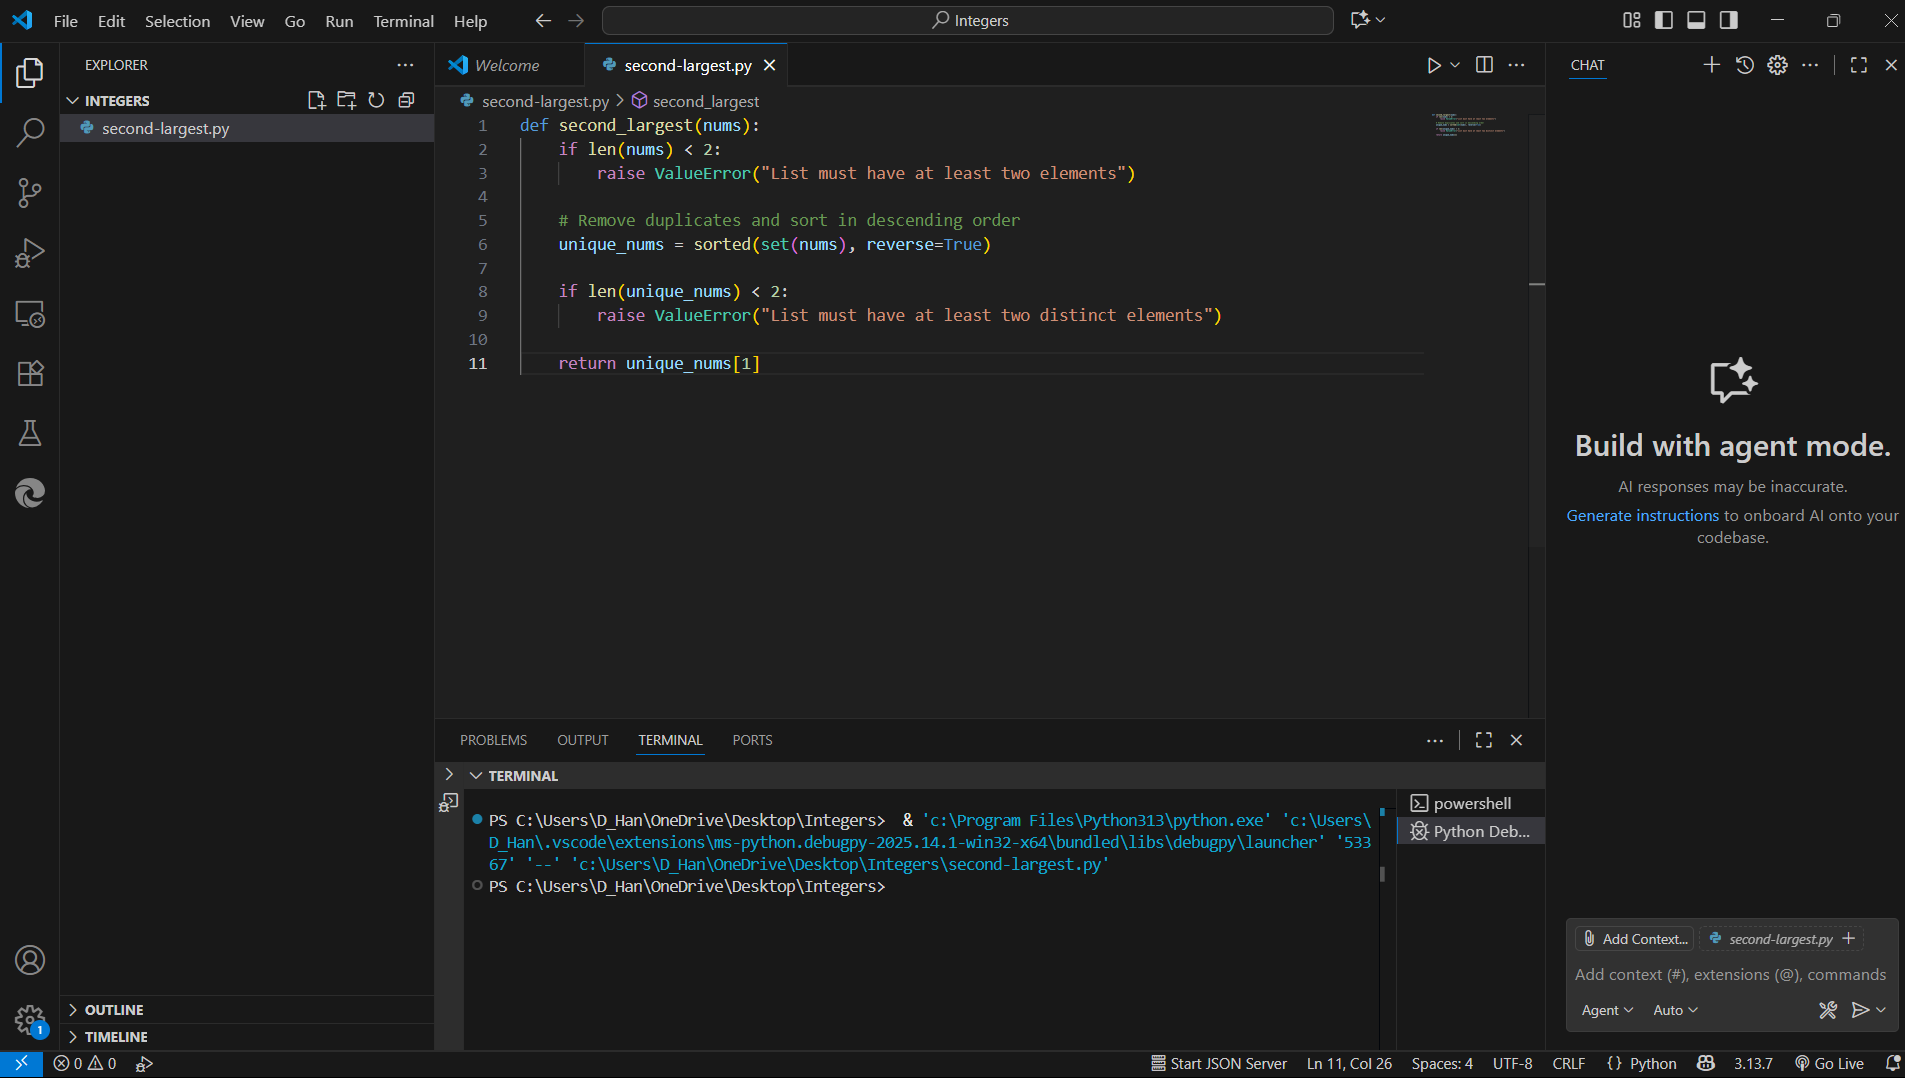 File Edit Selection View Go Run Terminal Help
Integers
EXPLORER
INTEGERS
second-largest.py
Welcome
second-largest.py
second-largest.py > second_largest
1 def second_largest(nums):
2 if len(nums) < 2:
3 raise ValueError("List must have at least two elements")
4
5 # Remove duplicates and sort in descending order
6 unique_nums = sorted(set(nums), reverse=True)
7
8 if len(unique_nums) < 2:
9 raise ValueError("List must have at least two distinct elements")
10
11 return unique_nums[1]
CHAT
Build with agent mode.
AI responses may be inaccurate.
Generate instructions to onboard AI onto your
codebase.
PROBLEMS OUTPUT TERMINAL PORTS
TERMINAL
PS C:\Users\D_Han\OneDrive\Desktop\Integers> & 'c:\Program Files\Python313\python.exe' 'c:\Users\
D_Han\.vscode\extensions\ms-python.debugpy-2025.14.1-win32-x64\bundled\libs\debugpy\launcher' '533
67' '--' 'c:\Users\D_Han\OneDrive\Desktop\Integers\second-largest.py'
PS C:\Users\D_Han\OneDrive\Desktop\Integers>
powershell
Python Deb...
Add Context...
second-largest.py
Add context (#), extensions (@), commands
Agent
Auto
OUTLINE
TIMELINE
1
0 0
Start JSON Server
Ln 11, Col 26
Spaces: 4
UTF-8
CRLF
{} Python
3.13.7
Go Live